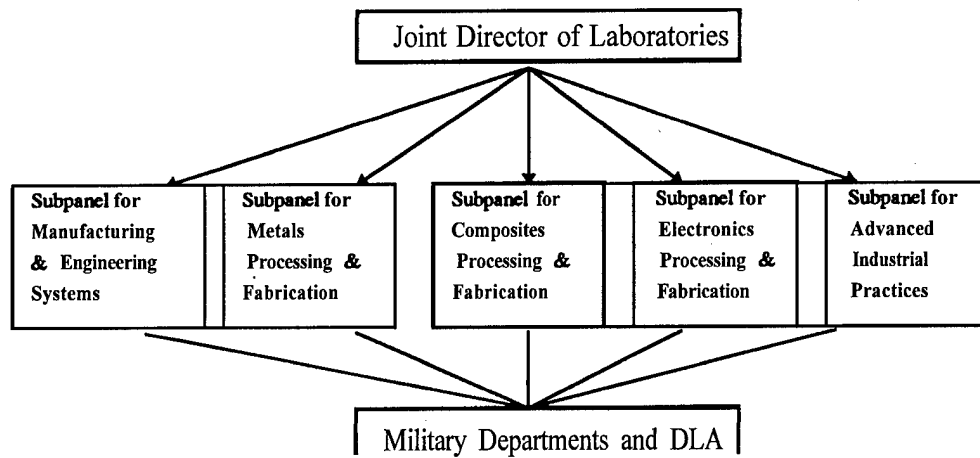 Joint Director of Laboratories
Subpanel for
Manufacturing
& Engineering
Systems
Subpanel for
Metals
Processing &
Fabrication
Subpanel for
Composites
Processing &
Fabrication
Subpanel for
Electronics
Processing &
Fabrication
Subpanel for
Advanced
Industrial
Practices
Military Departments and DLA